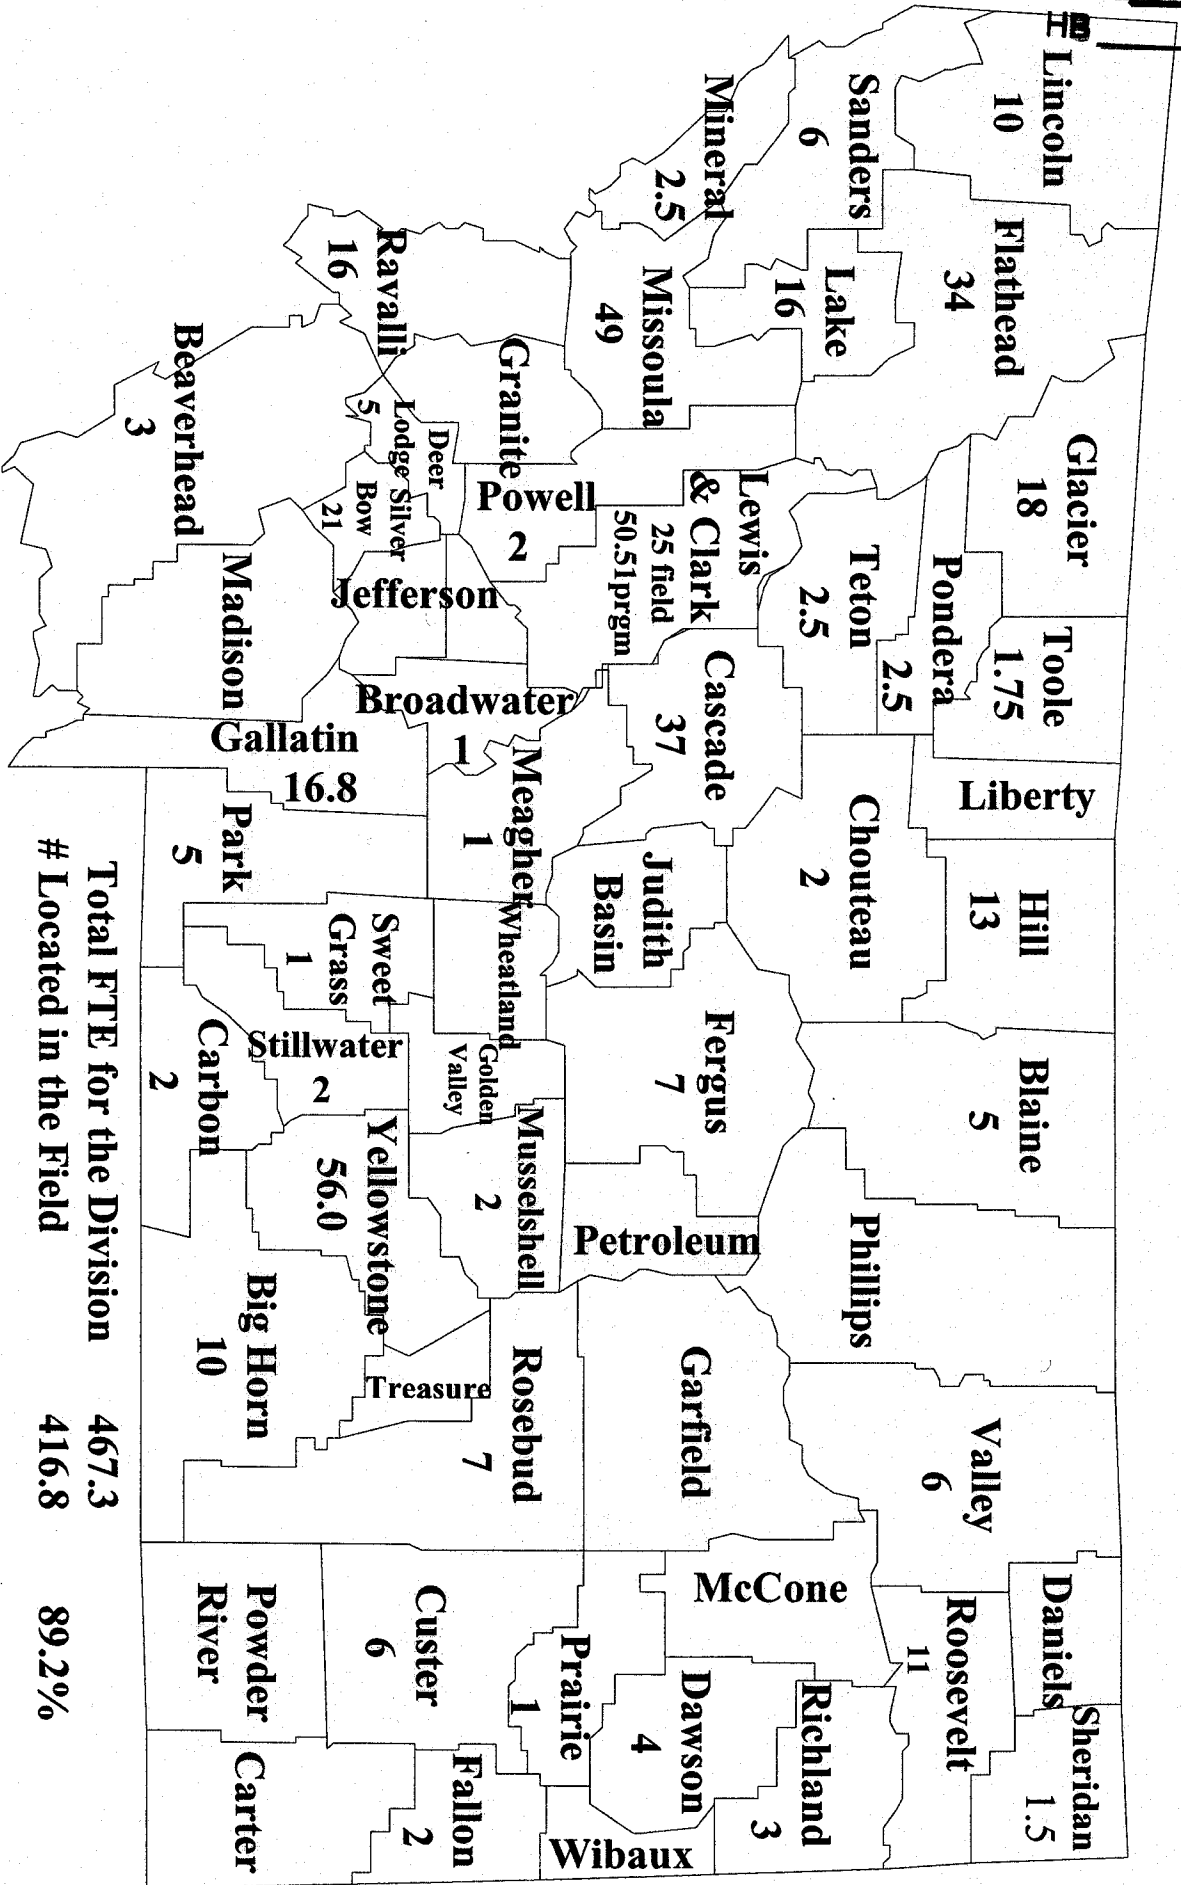 HB
Lincoln
10
Flathead
34
Glacier
18
Toole
1.75
Liberty
Hill
13
Blaine
5
Phillips
Valley
6
Daniels
Sheridan
1.5
Roosevelt
11
Sanders
6
Lake
16
Pondera
2.5
Teton
2.5
Chouteau
2
Mineral
2.5
Missoula
49
Lewis
& Clark
25 field
50.51prgm
Cascade
37
Judith
Basin
Fergus
7
Petroleum
Garfield
McCone
Richland
3
Dawson
4
Wibaux
Prairie
1
Granite
Powell
2
Ravalli
16
Deer
Lodge
5
Silver
Bow
21
Jefferson
Broadwater
1
Meagher
1
Wheatland
Golden
Valley
Musselshell
2
Rosebud
7
Treasure
Custer
6
Fallon
2
Beaverhead
3
Madison
Gallatin
16.8
Park
5
Sweet
Grass
1
Stillwater
2
Carbon
2
Yellowstone
56.0
Big Horn
10
Powder
River
Carter
Total FTE for the Division 467.3
# Located in the Field 416.8 89.2%